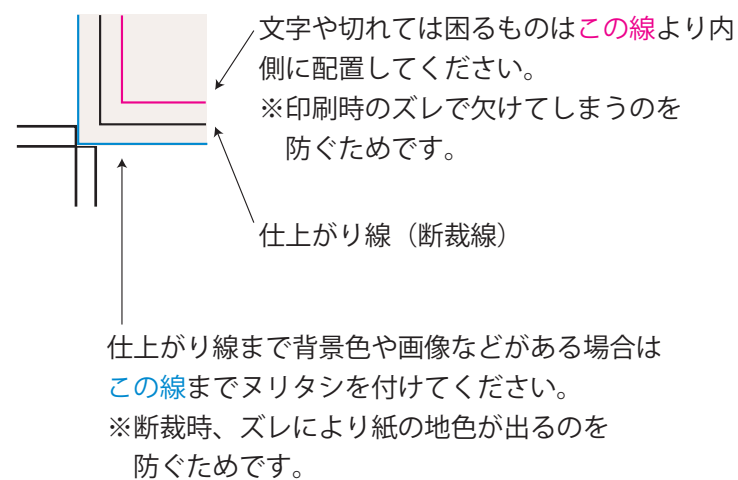 文字や切れては困るものはこの線より内
側に配置してください。
※印刷時のズレで欠けてしまうのを
防ぐためです。
仕上がり線（断裁線）
仕上がり線まで背景色や画像などがある場合は
この線までヌリタシを付けてください。
※断裁時、ズレにより紙の地色が出るのを
防ぐためです。